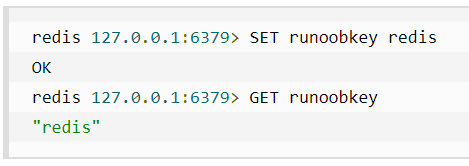 redis 127.0.0.1:6379> SET runoobkey redis
OK
redis 127.0.0.1:6379> GET runoobkey
"redis"